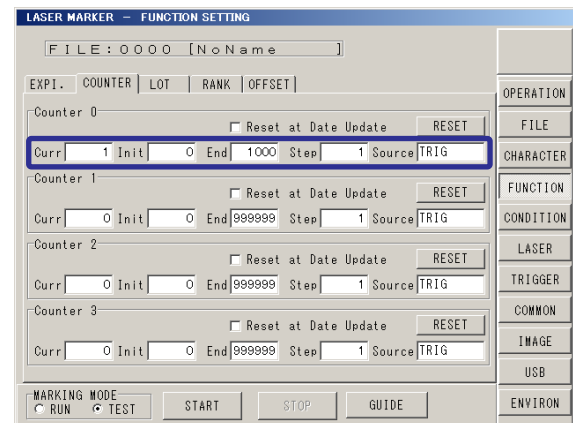 LASER MARKER － FUNCTION SETTING
FILE:0000 [NoName ]
EXPI. COUNTER LOT RANK OFFSET
OPERATION
FILE
CHARACTER
FUNCTION
CONDITION
LASER
TRIGGER
COMMON
IMAGE
USB
ENVIRON
Counter 0
Reset at Date Update RESET
Curr 1 Init 0 End 1000 Step 1 Source TRIG
Counter 1
Reset at Date Update RESET
Curr 0 Init 0 End 999999 Step 1 Source TRIG
Counter 2
Reset at Date Update RESET
Curr 0 Init 0 End 999999 Step 1 Source TRIG
Counter 3
Reset at Date Update RESET
Curr 0 Init 0 End 999999 Step 1 Source TRIG
MARKING MODE
RUN TEST START STOP GUIDE